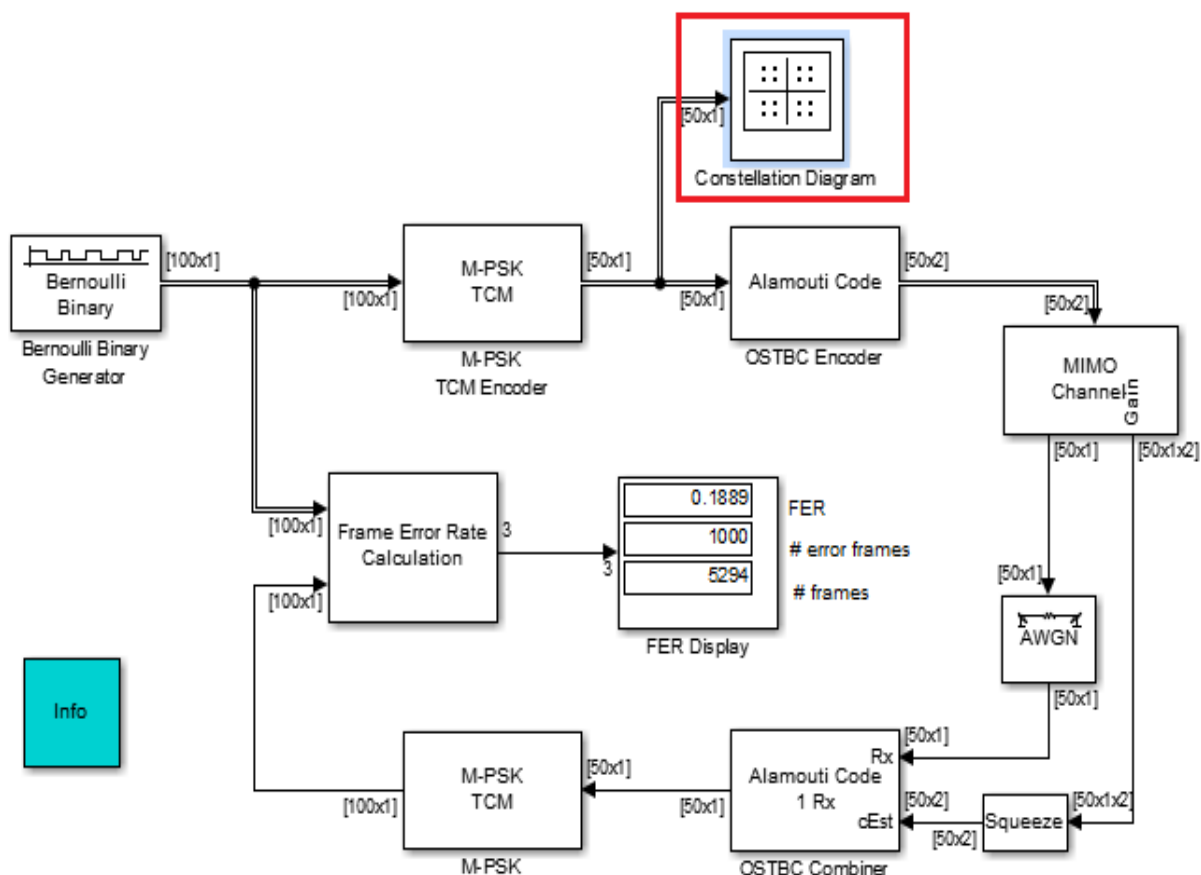 [50x1]
Constellation Diagram
Bernoulli
Binary
[100x1]
Bernoulli Binary
Generator
[100x1]
M-PSK
TCM
[50x1]
M-PSK
TCM Encoder
[50x1]
Alamouti Code
[50x2]
OSTBC Encoder
[50x2]
MIMO
Channel
Gain
[50x1]
[50x1x2]
[100x1]
Frame Error Rate
Calculation
3
[100x1]
3
0.1889
FER
1000
# error frames
5294
# frames
FER Display
[50x1]
AWGN
[50x1]
Info
[100x1]
M-PSK
TCM
[50x1]
M-PSK
[50x1]
Alamouti Code
1 Rx
Rx
cEst
[50x1]
[50x2]
OSTBC Combiner
[50x2]
Squeeze
[50x1x2]